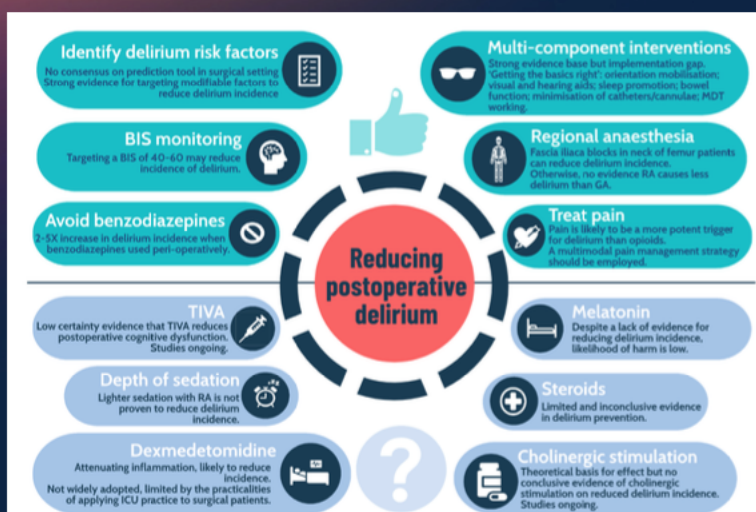 Identify delirium risk factors
No consensus on prediction tool in surgical setting
Strong evidence for targeting modifiable factors to
reduce delirium incidence
BIS monitoring
Targeting a BIS of 40-60 may reduce
incidence of delirium.
Avoid benzodiazepines
2-5X increase in delirium incidence when
benzodiazepines used peri-operatively.
Multi-component interventions
Strong evidence base but implementation gap.
'Getting the basics right': orientation mobilisation;
visual and hearing aids; sleep promotion; bowel
function; minimisation of catheters/cannulae; MDT
working.
Regional anaesthesia
Fascia iliaca blocks in neck of femur patients
can reduce delirium incidence.
Otherwise, no evidence RA causes less
delirium than GA.
Treat pain
Pain is likely to be a more potent trigger
for delirium than opioids.
A multimodal pain management strategy
should be employed.
Reducing
postoperative
delirium
TIVA
Low certainty evidence that TIVA reduces
postoperative cognitive dysfunction.
Studies ongoing.
Depth of sedation
Lighter sedation with RA is not
proven to reduce delirium
incidence.
Dexmedetomidine
Attenuating inflammation, likely to reduce
incidence.
Not widely adopted, limited by the practicalities
of applying ICU practice to surgical patients.
Melatonin
Despite a lack of evidence for
reducing delirium incidence,
likelihood of harm is low.
Steroids
Limited and inconclusive evidence
in delirium prevention.
Cholinergic stimulation
Theoretical basis for effect but no
conclusive evidence of cholinergic
stimulation on reduced delirium incidence.
Studies ongoing.
?